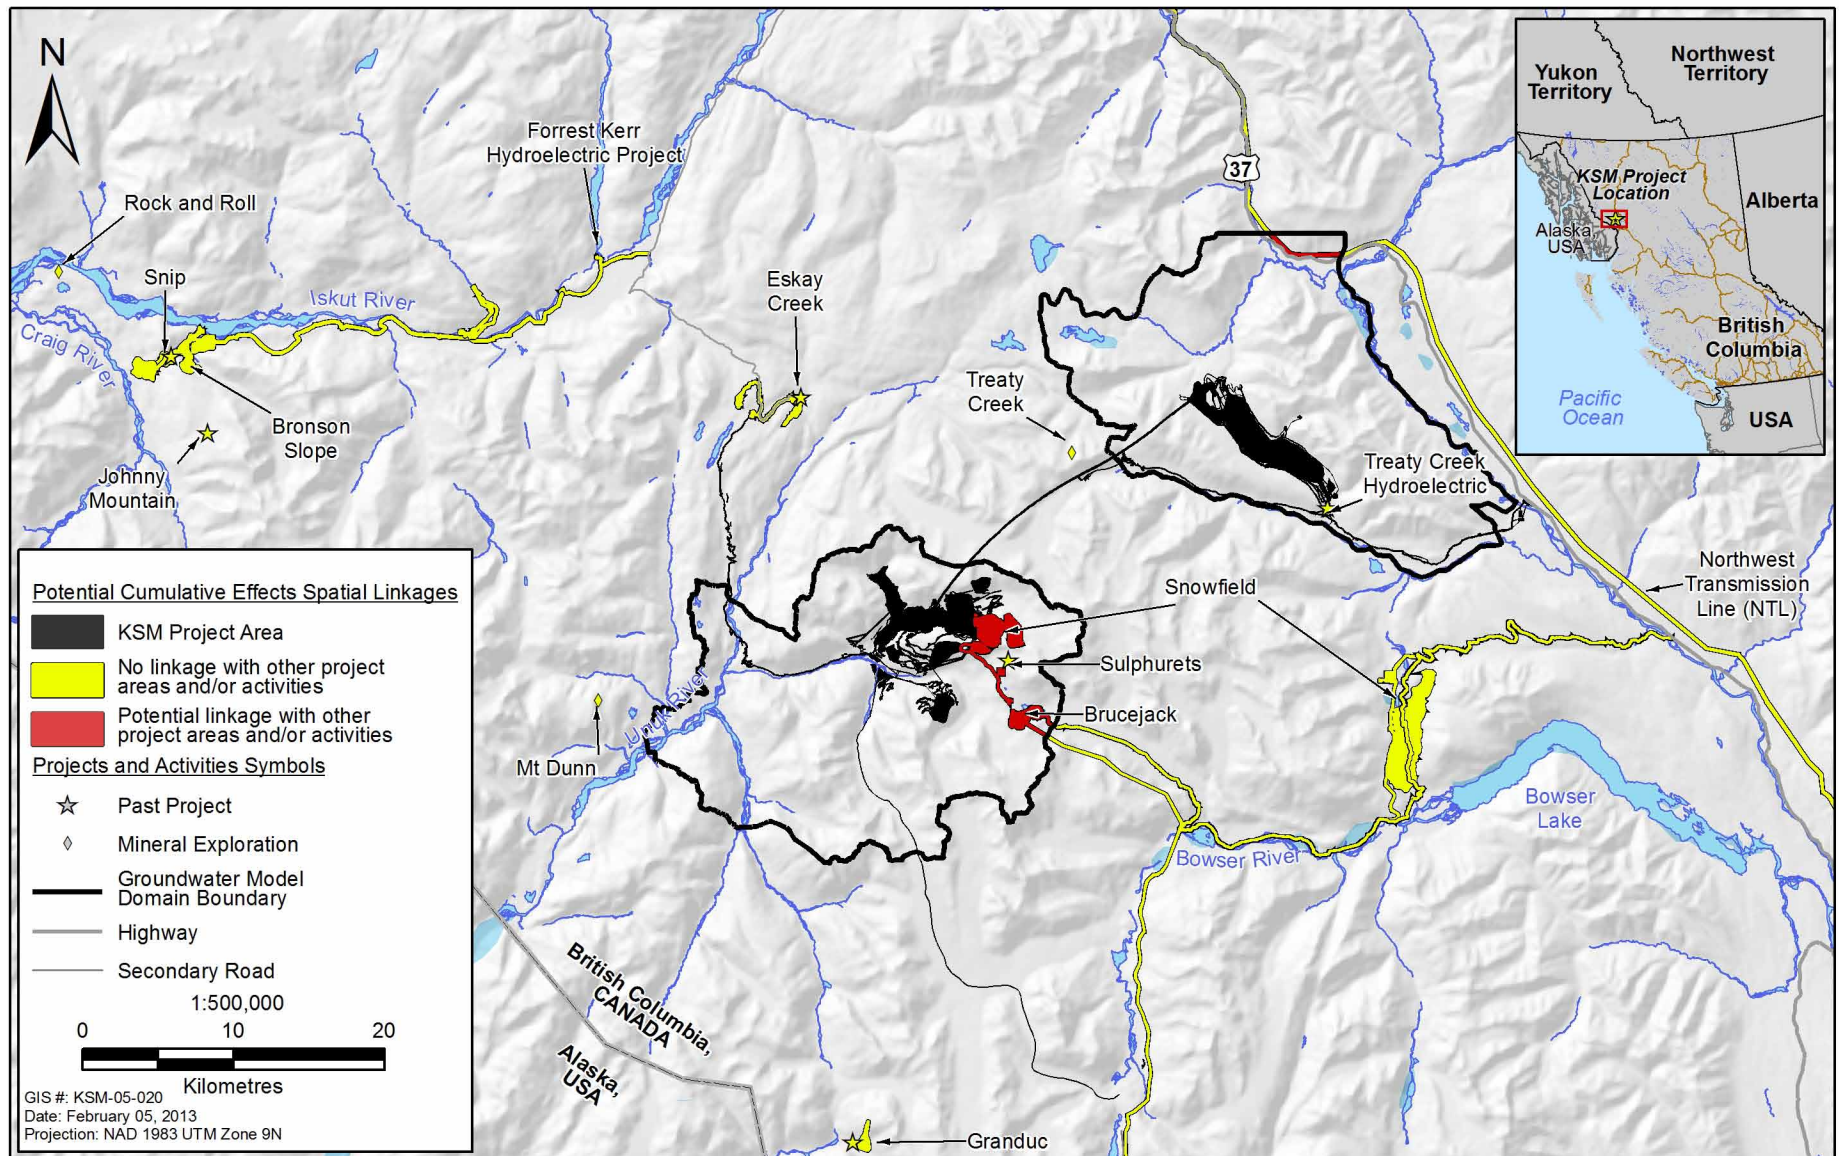 N
Forrest Kerr
Hydroelectric Project
Rock and Roll
Snip
Iskut River
Craig River
Eskay
Creek
37
Treaty
Creek
Bronson
Slope
Johnny
Mountain
Treaty Creek
Hydroelectric
Northwest
Transmission
Line (NTL)
Snowfield
Sulphurets
Brucejack
Unuk River
Mt Dunn
Bowser
Lake
Bowser River
British Columbia,
CANADA
Alaska,
USA
Granduc
Yukon
Territory
Northwest
Territory
KSM Project
Location
Alberta
Alaska,
USA
British
Columbia
Pacific
Ocean
USA
Potential Cumulative Effects Spatial Linkages
KSM Project Area
No linkage with other project
areas and/or activities
Potential linkage with other
project areas and/or activities
Projects and Activities Symbols
Past Project
Mineral Exploration
Groundwater Model
Domain Boundary
Highway
Secondary Road
1:500,000
0 10 20
Kilometres
GIS #: KSM-05-020
Date: February 05, 2013
Projection: NAD 1983 UTM Zone 9N